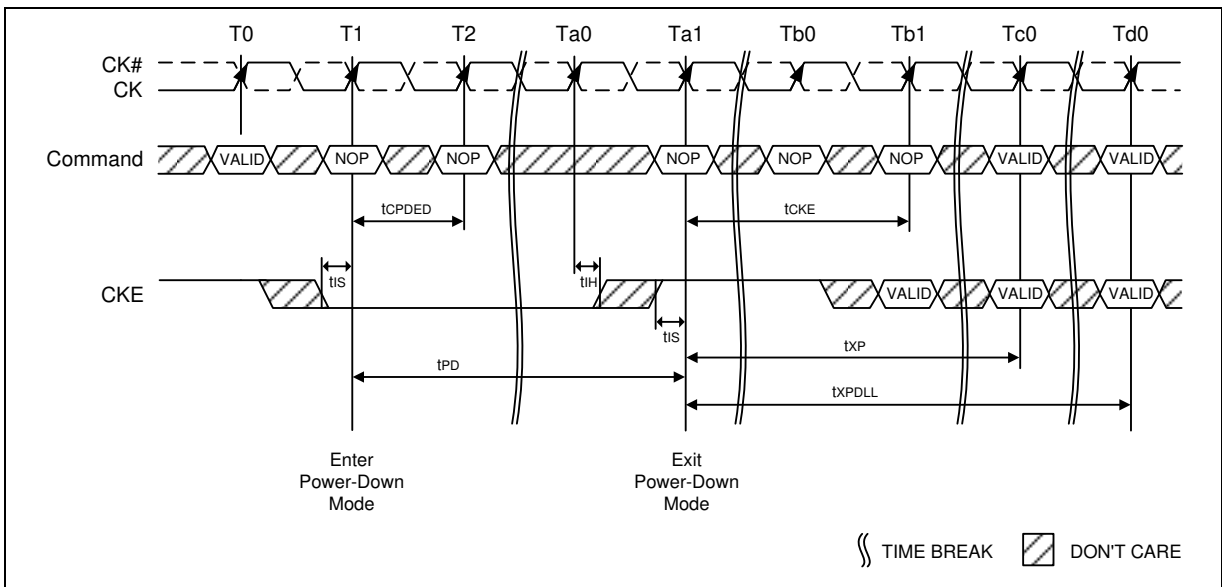 T0 T1 T2 Ta0 Ta1 Tb0 Tb1 Tc0 Td0
CK#
CK
Command VALID NOP NOP NOP NOP NOP VALID VALID
tCPDED tCKE
tIS tIH
CKE VALID VALID VALID
tIS
tXP
tPD
tXPDLL
Enter
Power-Down
Mode
Exit
Power-Down
Mode
TIME BREAK DON'T CARE